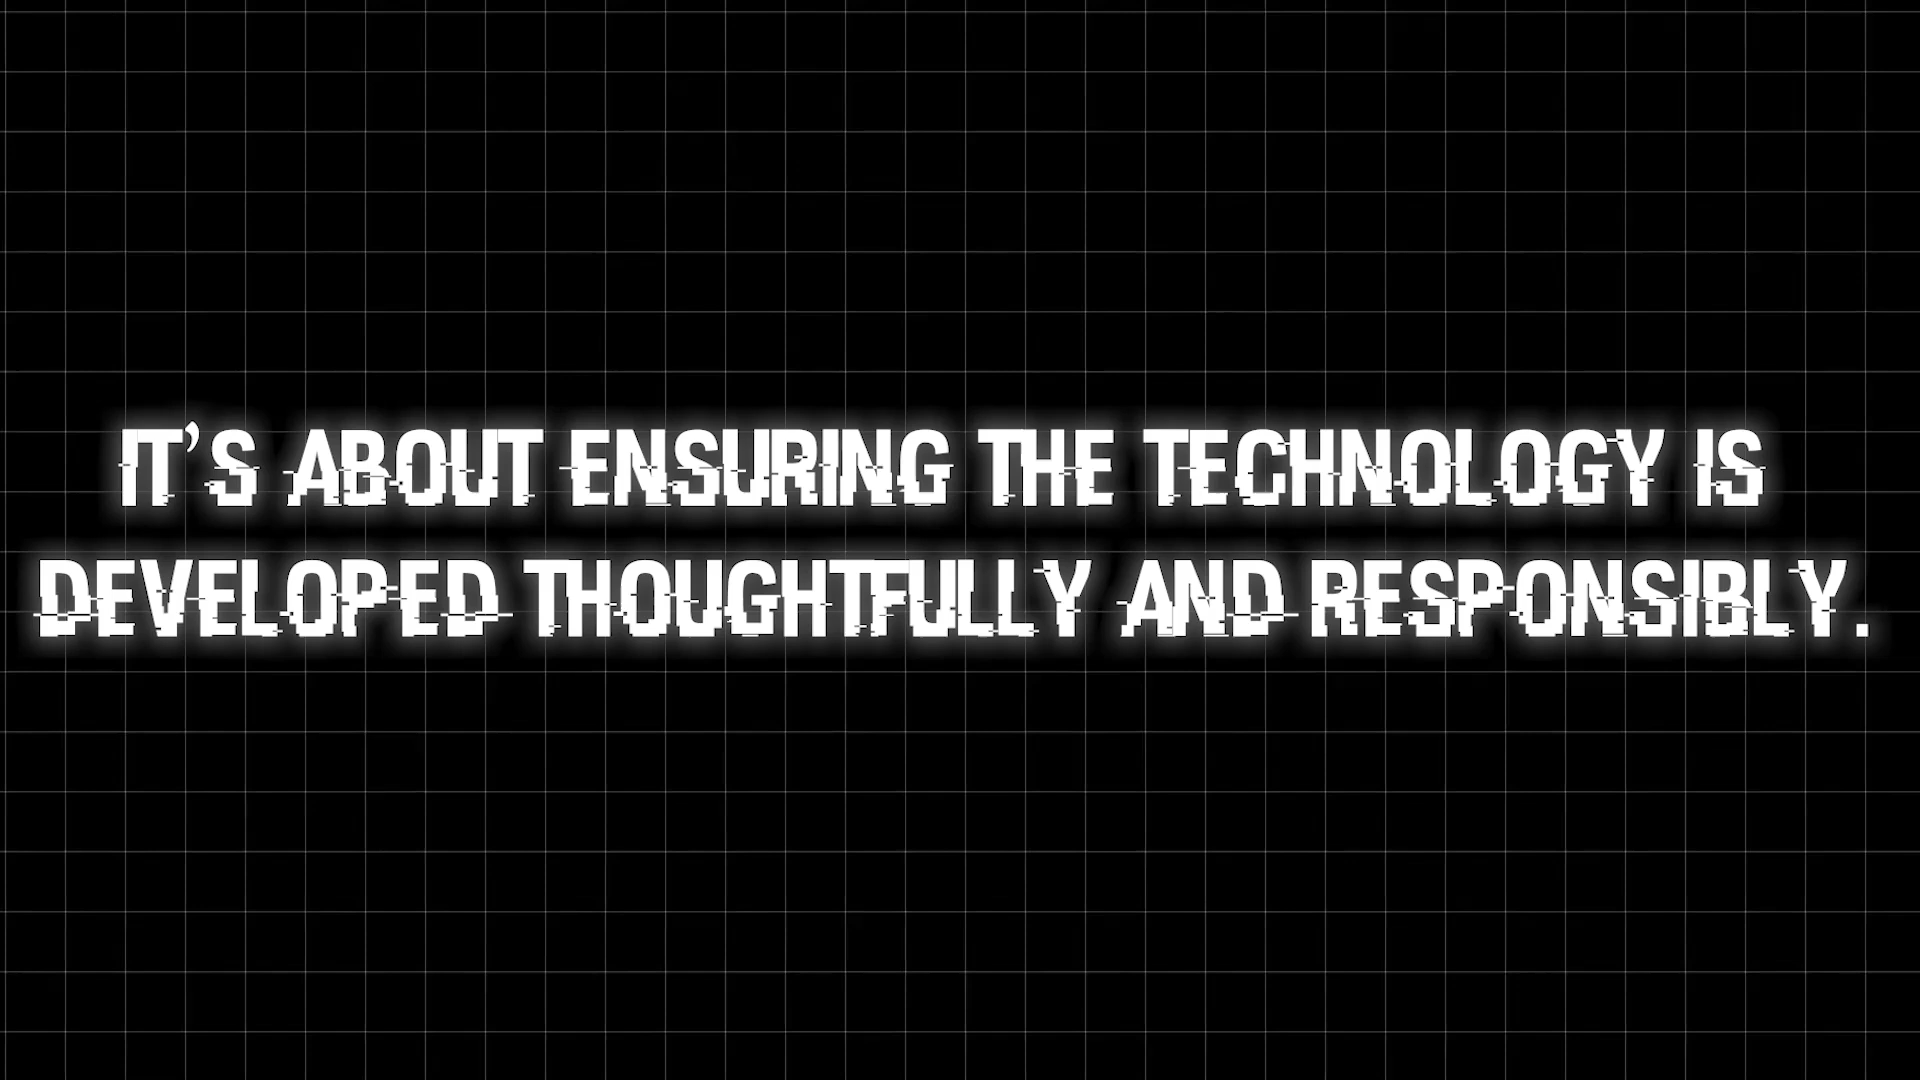 IT’S ABOUT ENSURING THE TECHNOLOGY IS
DEVELOPED THOUGHTFULLY AND RESPONSIBLY.